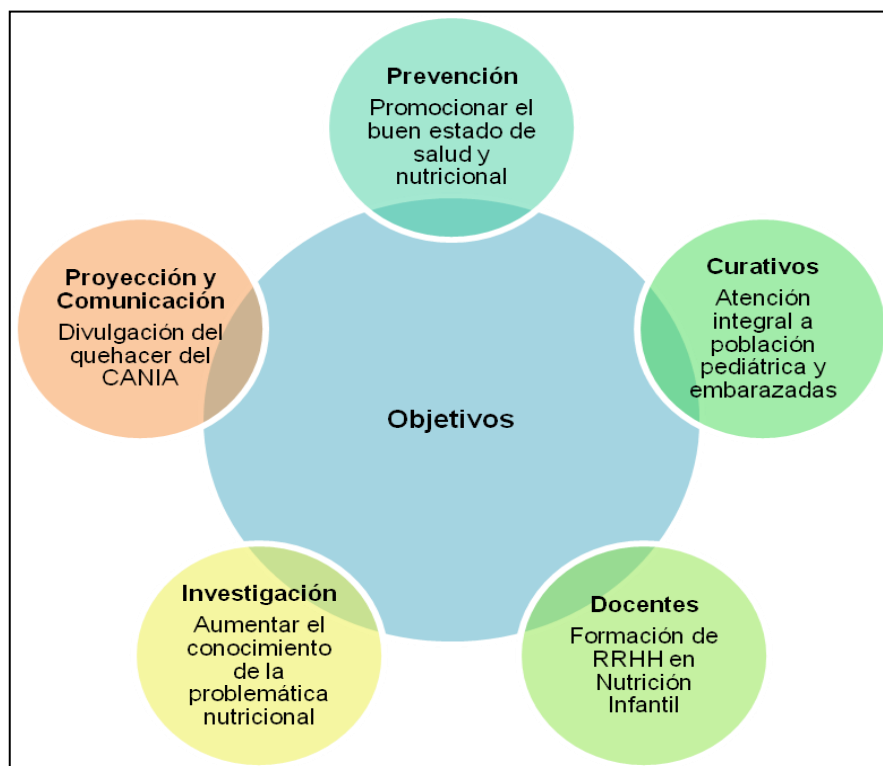 Prevención
Promocionar el
buen estado de
salud y
nutricional
Proyección y
Comunicación
Divulgación del
quehacer del
CANIA
Curativos
Atención
integral a
población
pediátrica y
embarazadas
Objetivos
Investigación
Aumentar el
conocimiento
de la
problemática
nutricional
Docentes
Formación de
RRHH en
Nutrición
Infantil